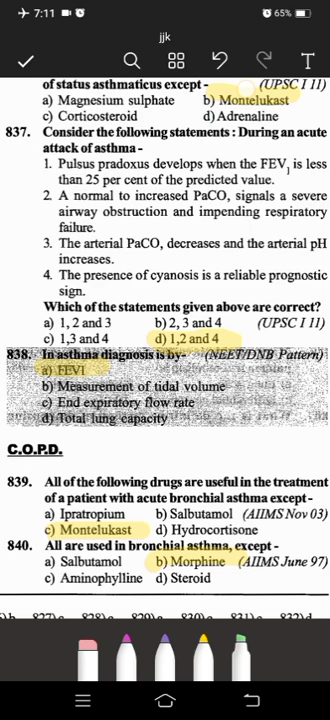 7:11
65%
jjk
T
of status asthmaticus except - (UPSC I 11)
a) Magnesium sulphate b) Montelukast
c) Corticosteroid d) Adrenaline
837. Consider the following statements : During an acute
attack of asthma -
1. Pulsus pradoxus develops when the FEV1 is less
than 25 per cent of the predicted value.
2. A normal to increased PaCO, signals a severe
airway obstruction and impending respiratory
failure.
3. The arterial PaCO, decreases and the arterial pH
increases.
4. The presence of cyanosis is a reliable prognostic
sign.
Which of the statements given above are correct?
a) 1, 2 and 3 b) 2, 3 and 4 (UPSC I 11)
c) 1,3 and 4 d) 1,2 and 4
838. In asthma diagnosis is by- (NEET/DNB Pattern)
a) FEVI
b) Measurement of tidal volume
c) End expiratory flow rate
d) Total lung capacity
C.O.P.D.
839. All of the following drugs are useful in the treatment
of a patient with acute bronchial asthma except -
a) Ipratropium b) Salbutamol (AIIMS Nov 03)
c) Montelukast d) Hydrocortisone
840. All are used in bronchial asthma, except -
a) Salbutamol b) Morphine (AIIMS June 97)
c) Aminophylline d) Steroid